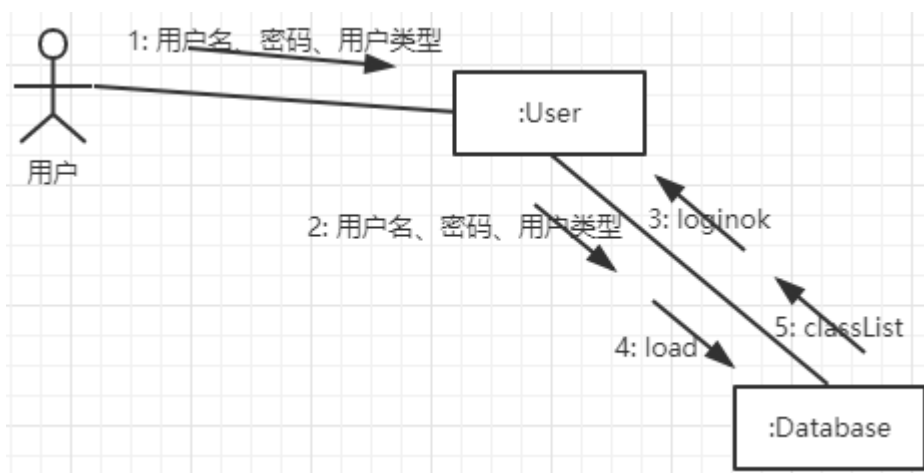 1: 用户名、密码、用户类型
:User
用户
2: 用户名、密码、用户类型
3: loginok
5: classList
4: load
:Database